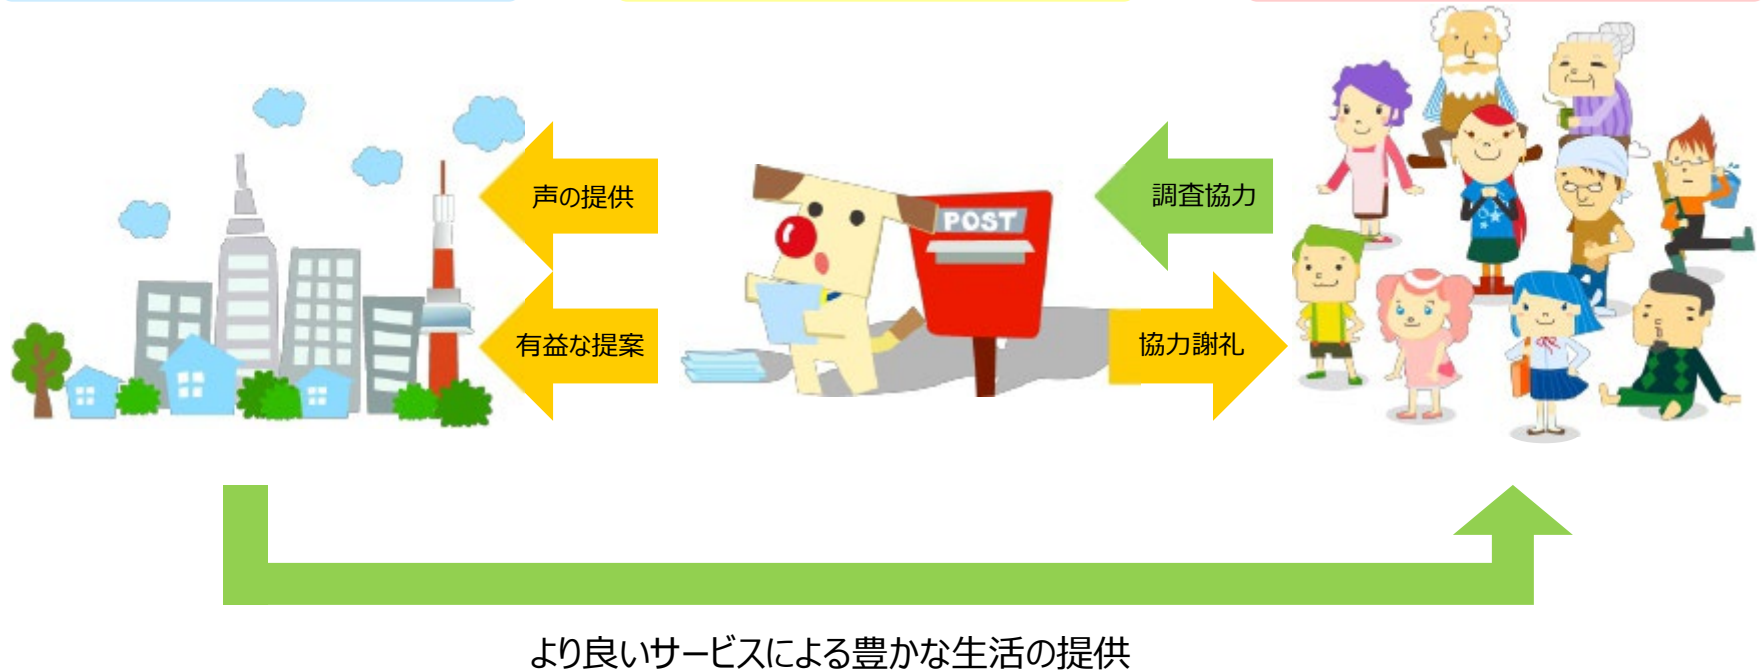 声の提供
POST
調査協力
有益な提案
協力謝礼
より良いサービスによる豊かな生活の提供